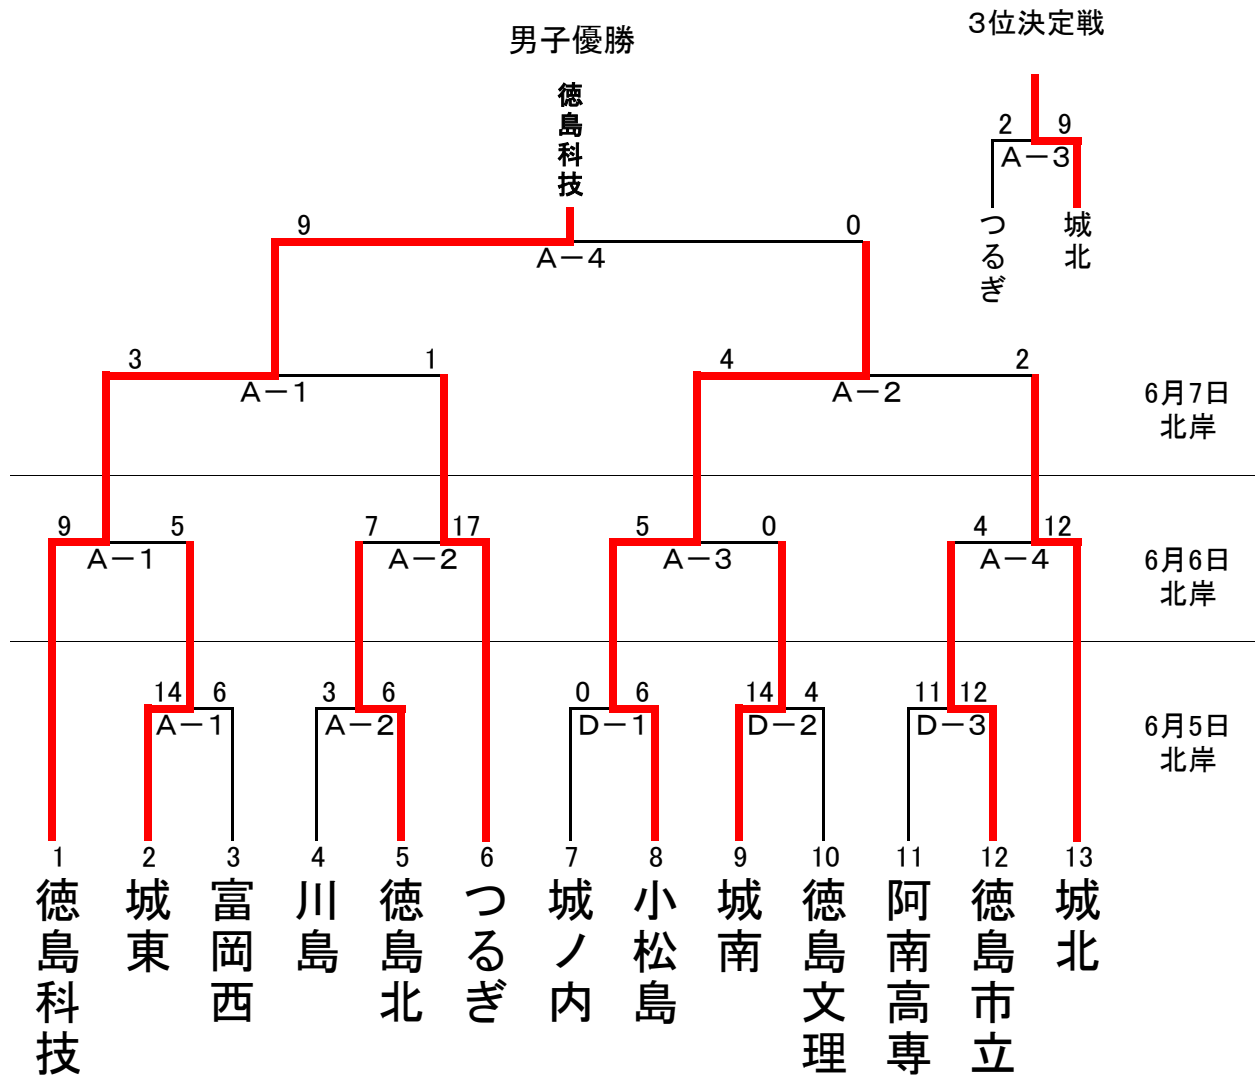 男子優勝
3位決定戦
徳島科技
2 9
A－3
つるぎ 城北
9 0
A－4
3 1 4 2
A－1 A－2
6月7日
北岸
9 5 7 17 5 0 4 12
A－1 A－2 A－3 A－4
6月6日
北岸
14 6 3 6 0 6 14 4 11 12
A－1 A－2 D－1 D－2 D－3
6月5日
北岸
1 2 3 4 5 6 7 8 9 10 11 12 13
徳島科技
城東
富岡西
川島
徳島北
つるぎ
城ノ内
小松島
城南
徳島文理
阿南高専
徳島市立
城北